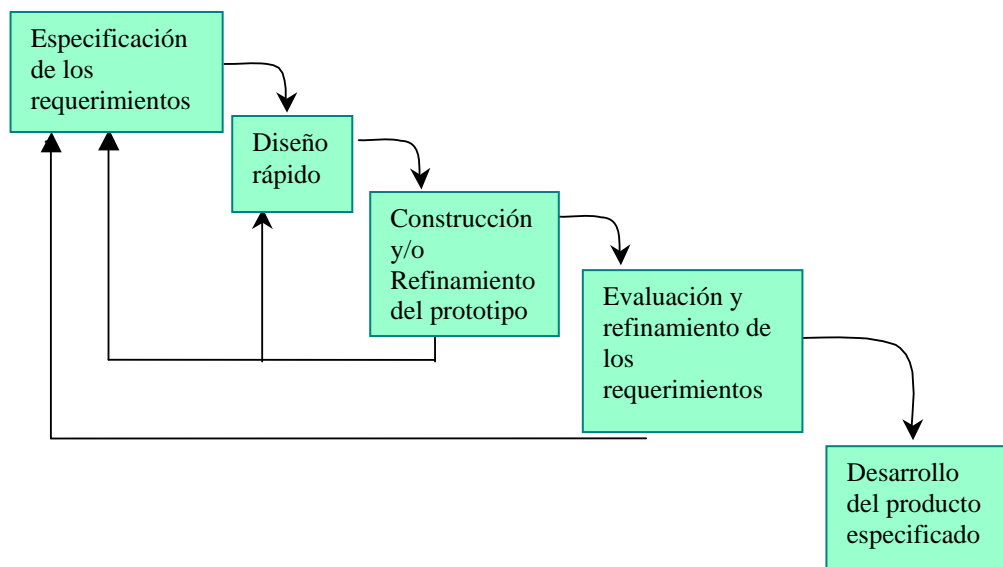 Especificación
de los
requerimientos
Diseño
rápido
Construcción
y/o
Refinamiento
del prototipo
Evaluación y
refinamiento de
los
requerimientos
Desarrollo
del producto
especificado